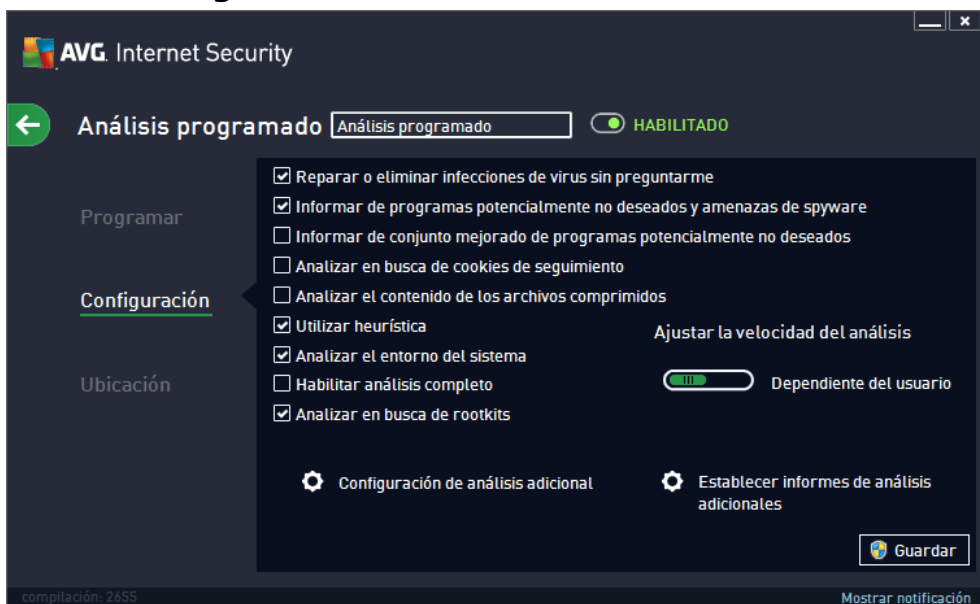 AVG. Internet Security
Análisis programado
Análisis programado
HABILITADO
Programar
Configuración
Ubicación
Reparar o eliminar infecciones de virus sin preguntarme
Informar de programas potencialmente no deseados y amenazas de spyware
Informar de conjunto mejorado de programas potencialmente no deseados
Analizar en busca de cookies de seguimiento
Analizar el contenido de los archivos comprimidos
Utilizar heurística
Analizar el entorno del sistema
Habilitar análisis completo
Analizar en busca de rootkits
Ajustar la velocidad del análisis
Dependiente del usuario
Configuración de análisis adicional
Establecer informes de análisis
adicionales
Guardar
compilación: 2655
Mostrar notificación